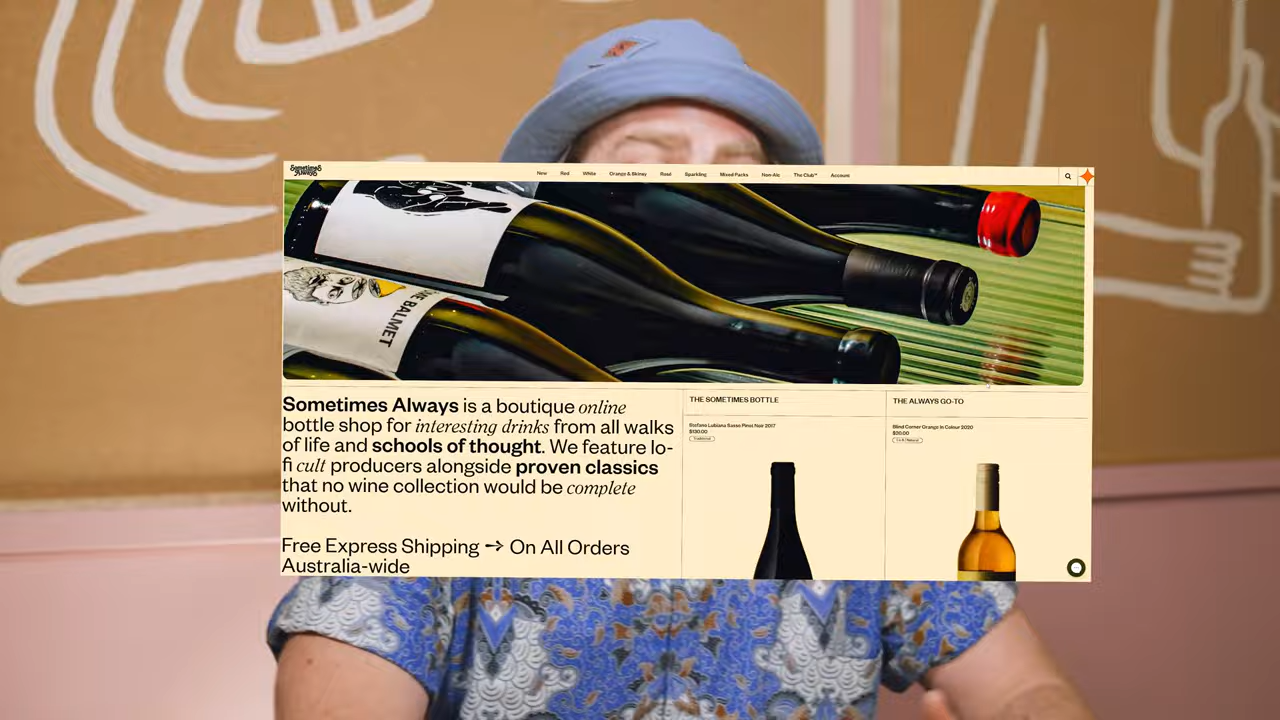 Sometimes
Always
New Red White Orange & Skinsy Rosé Sparkling Mixed Packs Non-Alc The Club™ Account
NE BALMET
Sometimes Always is a boutique online
bottle shop for interesting drinks from all walks
of life and schools of thought. We feature lo-
fi cult producers alongside proven classics
that no wine collection would be complete
without.
Free Express Shipping → On All Orders
Australia-wide
THE SOMETIMES BOTTLE
Stefano Lubiana Sasso Pinot Noir 2017
$130.00
Traditional
THE ALWAYS GO-TO
Blind Corner Orange In Colour 2020
$30.00
Lo-fi / Natural